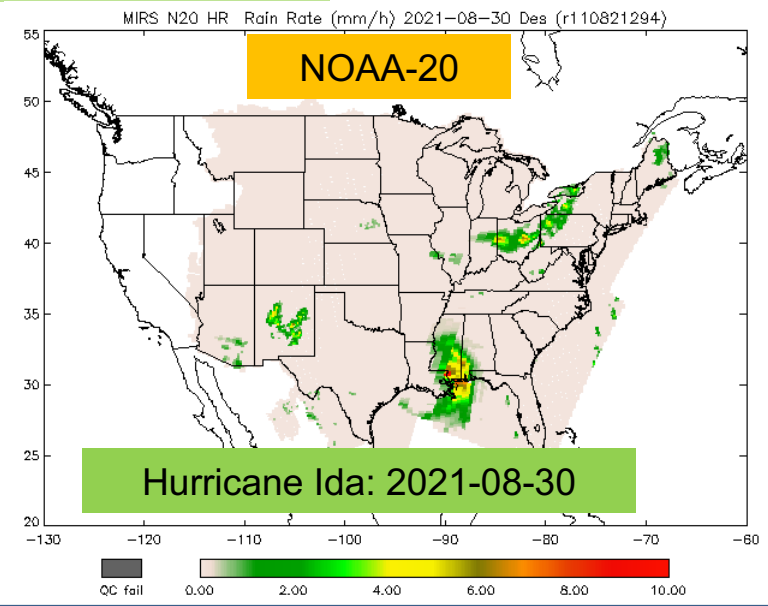 MIRS N20 HR Rain Rate (mm/h) 2021-08-30 Des (r110821294)
NOAA-20
55
50
45
40
35
30
25
20
Hurricane Ida: 2021-08-30
-130 -120 -110 -100 -90 -80 -70 -60
QC fail 0.00 2.00 4.00 6.00 8.00 10.00